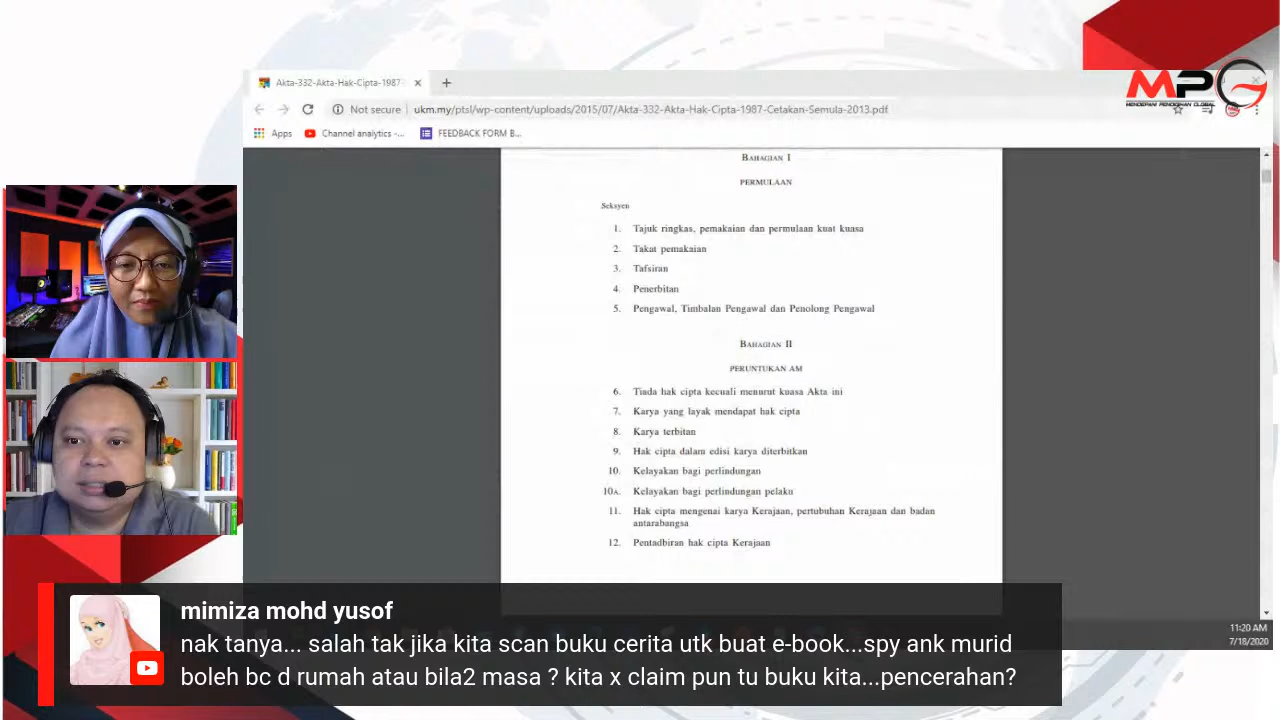 MPG
MENDEPANI PENDIDIKAN GLOBAL
Akta-332-Akta-Hak-Cipta-1987-
Not secure
ukm.my/ptsl/wp-content/uploads/2015/07/Akta-332-Akta-Hak-Cipta-1987-Cetakan-Semula-2013.pdf
Apps Channel analytics -... FEEDBACK FORM B...
BAHAGIAN I
PERMULAAN
Seksyen
1. Tajuk ringkas, pemakaian dan permulaan kuat kuasa
2. Takat pemakaian
3. Tafsiran
4. Penerbitan
5. Pengawal, Timbalan Pengawal dan Penolong Pengawal
BAHAGIAN II
PERUNTUKAN AM
6. Tiada hak cipta kecuali menurut kuasa Akta ini
7. Karya yang layak mendapat hak cipta
8. Karya terbitan
9. Hak cipta dalam edisi karya diterbitkan
10. Kelayakan bagi perlindungan
10A. Kelayakan bagi perlindungan pelaku
11. Hak cipta mengenai karya Kerajaan, pertubuhan Kerajaan dan badan
antarabangsa
12. Pentadbiran hak cipta Kerajaan
11:20 AM
7/18/2020
mimiza mohd yusof
nak tanya... salah tak jika kita scan buku cerita utk buat e-book...spy ank murid
boleh bc d rumah atau bila2 masa ? kita x claim pun tu buku kita...pencerahan?